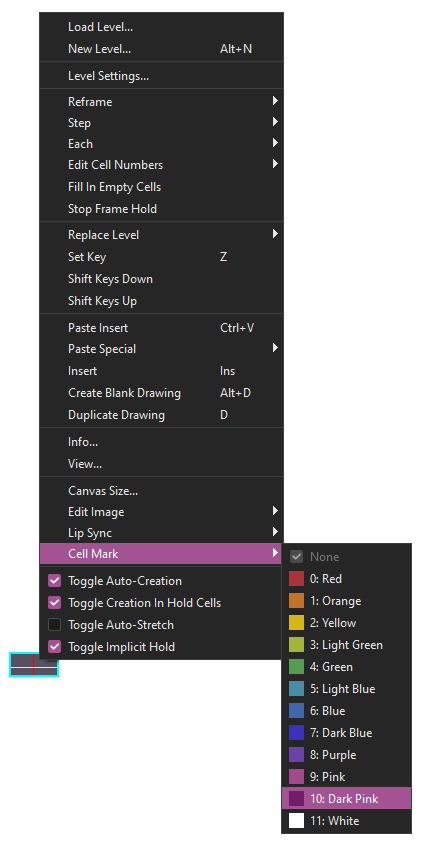 Load Level...
New Level... Alt+N
Level Settings...
Reframe
Step
Each
Edit Cell Numbers
Fill In Empty Cells
Stop Frame Hold
Replace Level
Set Key Z
Shift Keys Down
Shift Keys Up
Paste Insert Ctrl+V
Paste Special
Insert Ins
Create Blank Drawing Alt+D
Duplicate Drawing D
Info...
View...
Canvas Size...
Edit Image
Lip Sync
Cell Mark
Toggle Auto-Creation
Toggle Creation In Hold Cells
Toggle Auto-Stretch
Toggle Implicit Hold
None
0: Red
1: Orange
2: Yellow
3: Light Green
4: Green
5: Light Blue
6: Blue
7: Dark Blue
8: Purple
9: Pink
10: Dark Pink
11: White